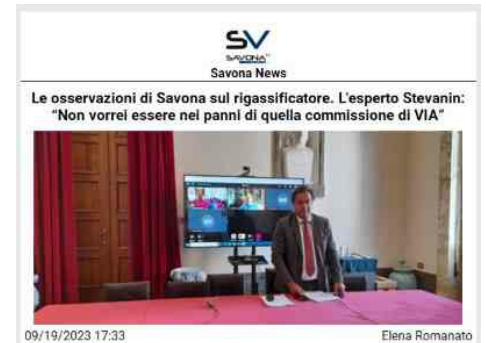 SV
SAVONA
Savona News
Le osservazioni di Savona sul rigassificatore. L'esperto Stevanin:
“Non vorrei essere nei panni di quella commissione di VIA”
09/19/2023 17:33
Elena Romanato